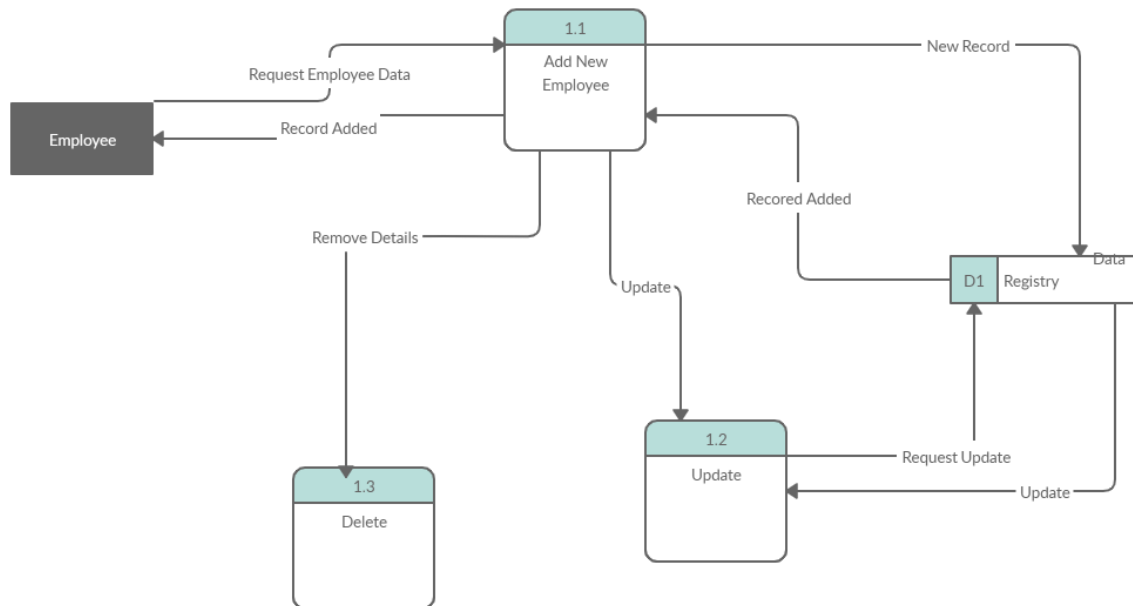 1.1
Add New
Employee
New Record
Request Employee Data
Record Added
Employee
Recored Added
Remove Details
Data
D1
Registry
Update
1.2
Update
Request Update
Update
1.3
Delete